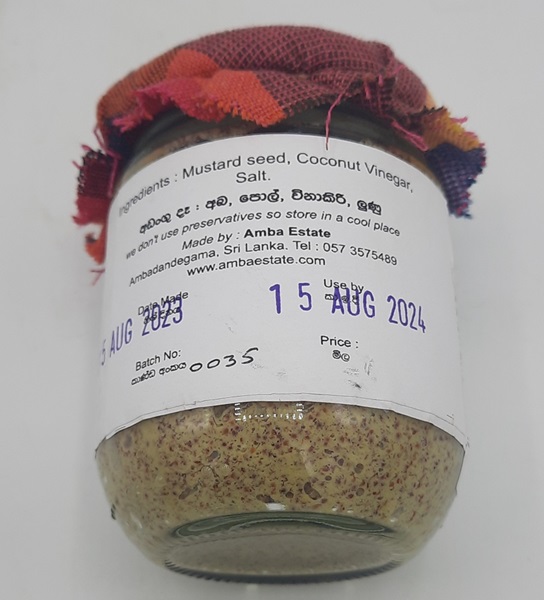 Ingredients : Mustard seed, Coconut Vinegar,
Salt.
අඩංගු දෑ : අබ, පොල්, විනාකිරි, ලුණු
we don't use preservatives so store in a cool place
Made by : Amba Estate
Ambadandegama, Sri Lanka. Tel : 057 3575489
www.ambaestate.com
Date Made
Use by
5 AUG 2023
15 AUG 2024
Batch No:
කාණ්ඩ අංකය
0035
Price :
මිල